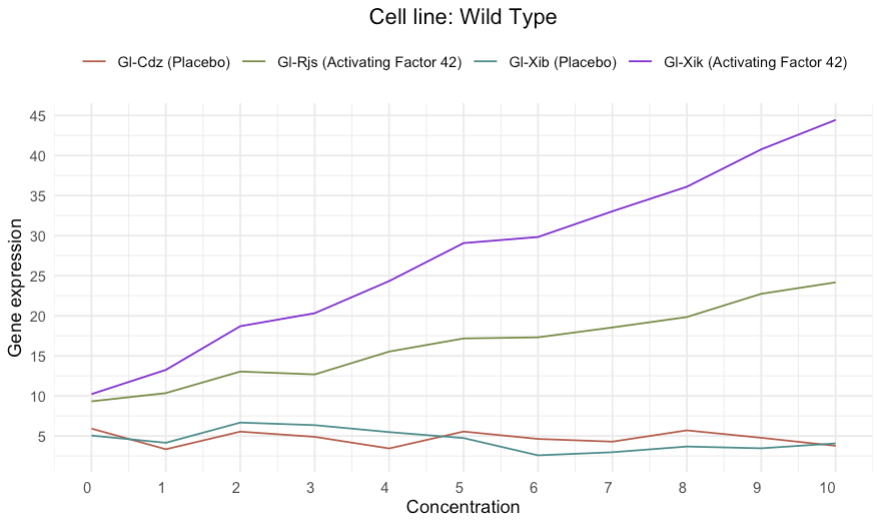 Cell line: Wild Type
Gl-Cdz (Placebo) Gl-Rjs (Activating Factor 42) Gl-Xib (Placebo) Gl-Xik (Activating Factor 42)
Gene expression
45
40
35
30
25
20
15
10
5
0 1 2 3 4 5 6 7 8 9 10
Concentration